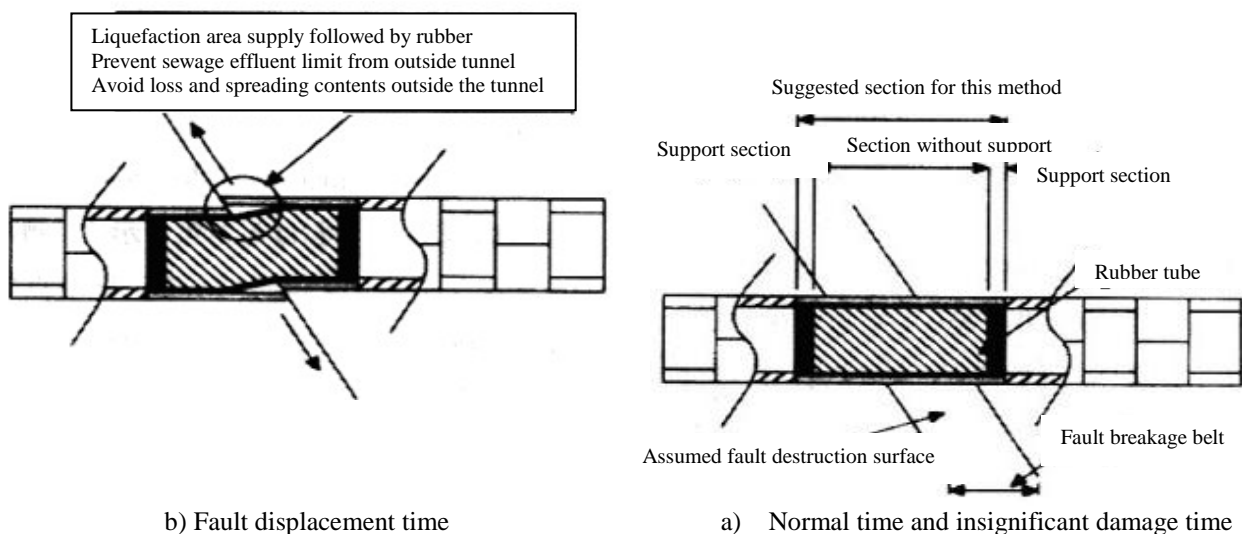 Liquefaction area supply followed by rubber
Prevent sewage effluent limit from outside tunnel
Avoid loss and spreading contents outside the tunnel
b) Fault displacement time
Suggested section for this method
Support section
Section without support
Support section
Rubber tube
Fault breakage belt
Assumed fault destruction surface
a) Normal time and insignificant damage time